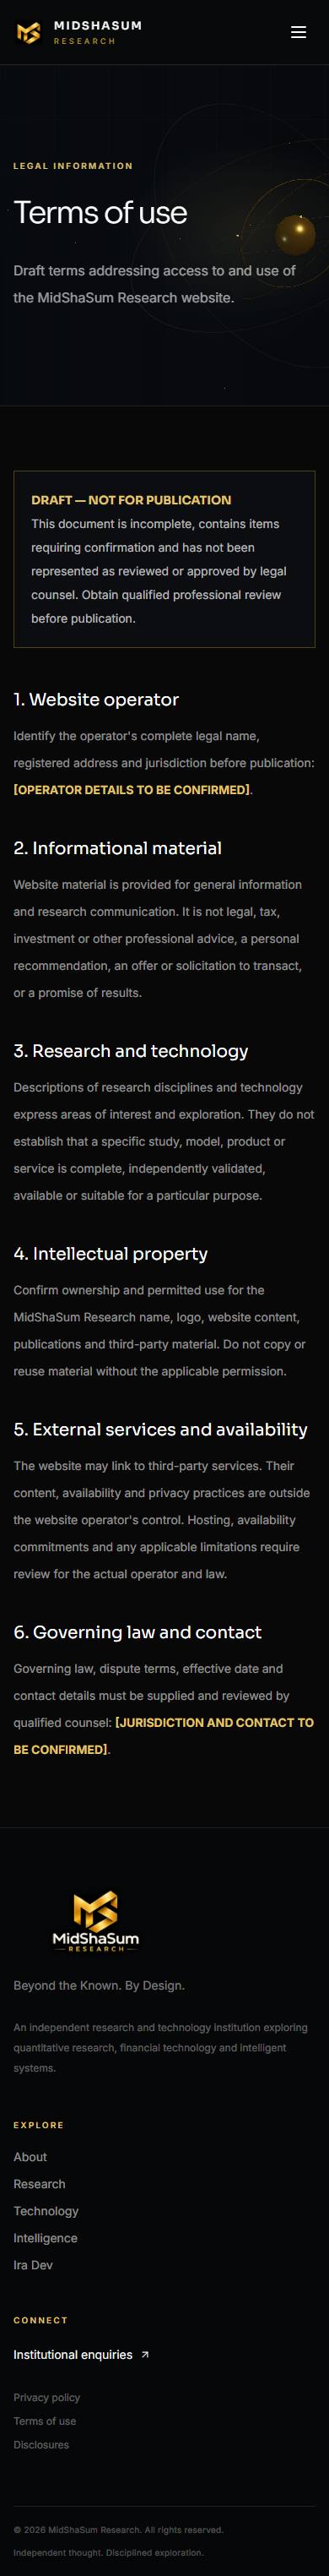 MIDSHASUM
RESEARCH
LEGAL INFORMATION
Terms of use
Draft terms addressing access to and use of
the MidShaSum Research website.
DRAFT — NOT FOR PUBLICATION
This document is incomplete, contains items
requiring confirmation and has not been
represented as reviewed or approved by legal
counsel. Obtain qualified professional review
before publication.
1. Website operator
Identify the operator's complete legal name,
registered address and jurisdiction before publication:
[OPERATOR DETAILS TO BE CONFIRMED].
2. Informational material
Website material is provided for general information
and research communication. It is not legal, tax,
investment or other professional advice, a personal
recommendation, an offer or solicitation to transact,
or a promise of results.
3. Research and technology
Descriptions of research disciplines and technology
express areas of interest and exploration. They do not
establish that a specific study, model, product or
service is complete, independently validated,
available or suitable for a particular purpose.
4. Intellectual property
Confirm ownership and permitted use for the
MidShaSum Research name, logo, website content,
publications and third-party material. Do not copy or
reuse material without the applicable permission.
5. External services and availability
The website may link to third-party services. Their
content, availability and privacy practices are outside
the website operator's control. Hosting, availability
commitments and any applicable limitations require
review for the actual operator and law.
6. Governing law and contact
Governing law, dispute terms, effective date and
contact details must be supplied and reviewed by
qualified counsel: [JURISDICTION AND CONTACT TO
BE CONFIRMED].
MidShaSum
RESEARCH
Beyond the Known. By Design.
An independent research and technology institution exploring
quantitative research, financial technology and intelligent
systems.
EXPLORE
About
Research
Technology
Intelligence
Ira Dev
CONNECT
Institutional enquiries ↗
Privacy policy
Terms of use
Disclosures
© 2026 MidShaSum Research. All rights reserved.
Independent thought. Disciplined exploration.